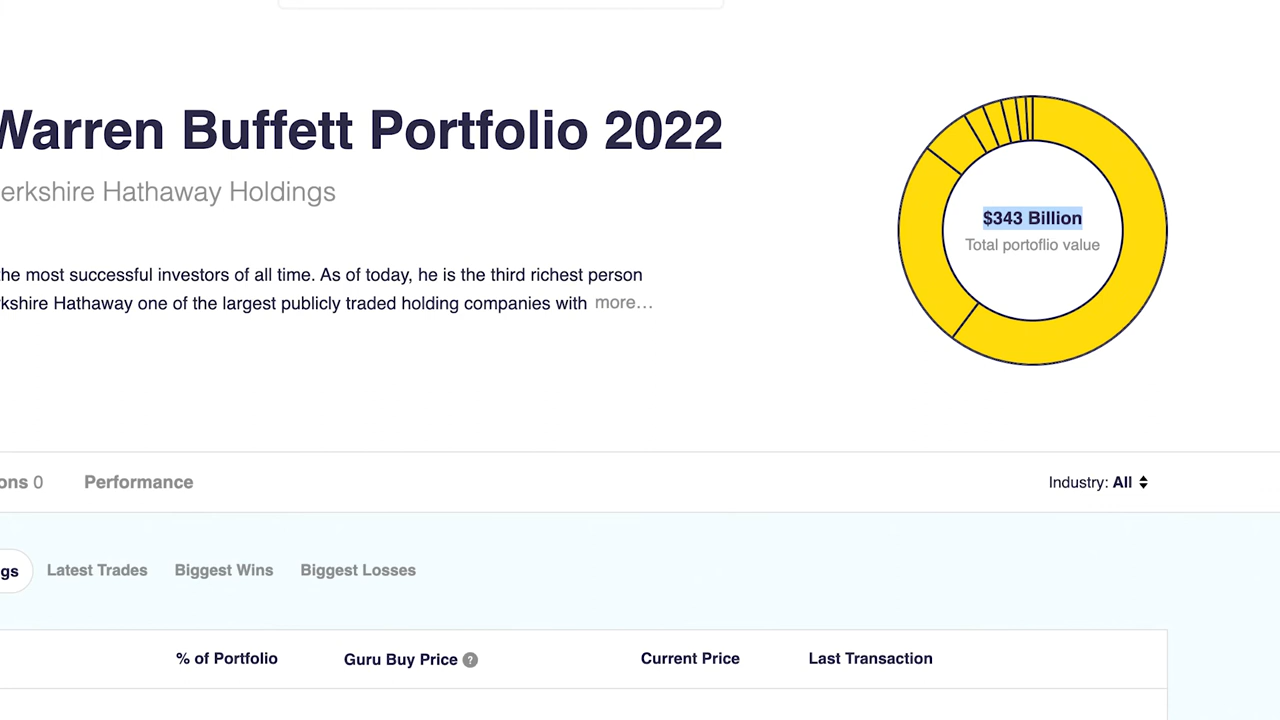 Warren Buffett Portfolio 2022
erkshire Hathaway Holdings
$343 Billion
Total portoflio value
the most successful investors of all time. As of today, he is the third richest person
rkshire Hathaway one of the largest publicly traded holding companies with more...
ons 0 Performance Industry: All
gs Latest Trades Biggest Wins Biggest Losses
% of Portfolio Guru Buy Price ? Current Price Last Transaction